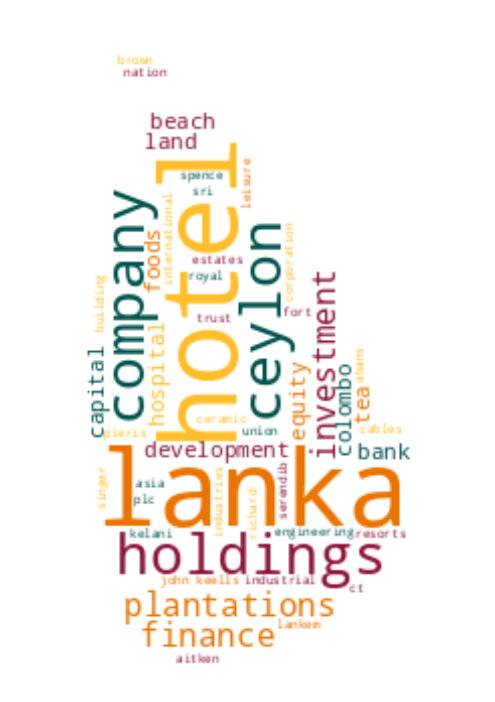 brown
nation
beach
land
hotel
spence
leisure
sri
company
international
ceylon
foods
corporation
estates
royal
investment
building
fort
trust
hospital
capital
colombo
abans
equity
tea
ceramic
pieris
union
cables
development
bank
lanka
singer
asia
industries
serendib
plc
richard
kelani
engineering
resorts
holdings
john keells
industrial
ct
plantations
finance
lankem
aitken